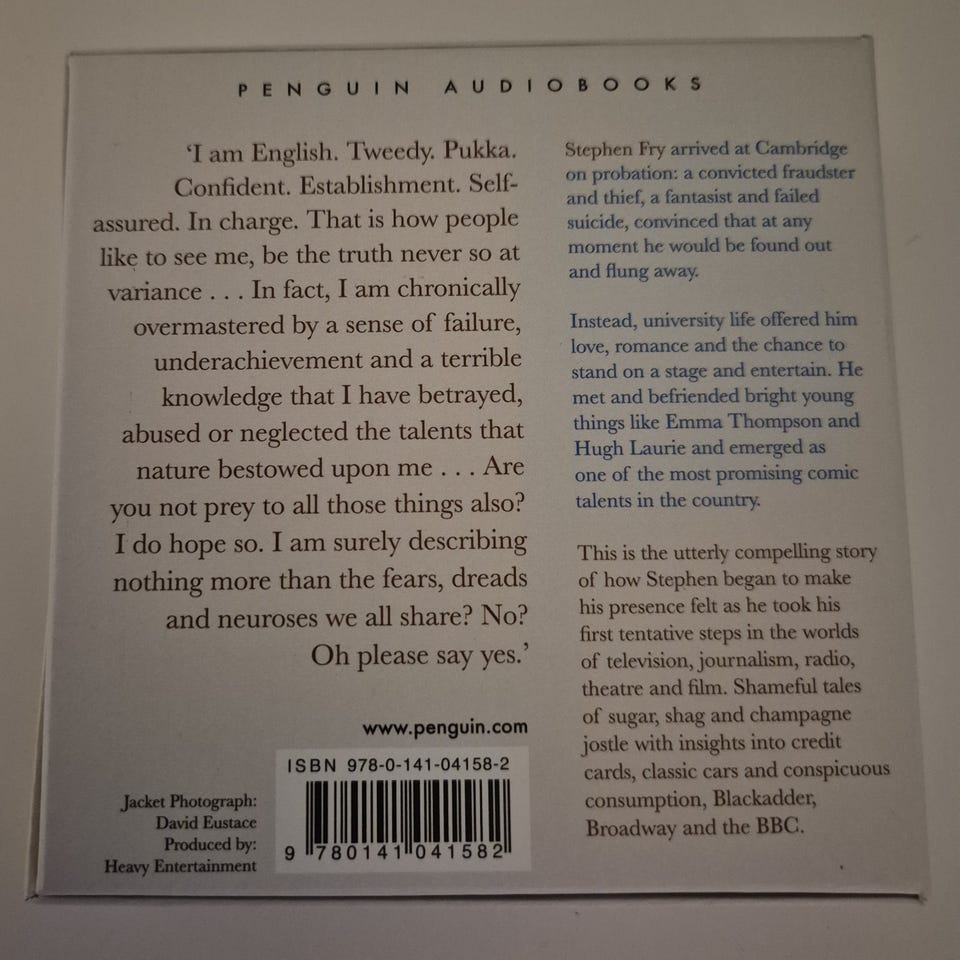 PENGUIN AUDIOBOOKS
‘I am English. Tweedy. Pukka.
Confident. Establishment. Self-
assured. In charge. That is how people
like to see me, be the truth never so at
variance . . . In fact, I am chronically
overmastered by a sense of failure,
underachievement and a terrible
knowledge that I have betrayed,
abused or neglected the talents that
nature bestowed upon me . . . Are
you not prey to all those things also?
I do hope so. I am surely describing
nothing more than the fears, dreads
and neuroses we all share? No?
Oh please say yes.’
Stephen Fry arrived at Cambridge
on probation: a convicted fraudster
and thief, a fantasist and failed
suicide, convinced that at any
moment he would be found out
and flung away.
Instead, university life offered him
love, romance and the chance to
stand on a stage and entertain. He
met and befriended bright young
things like Emma Thompson and
Hugh Laurie and emerged as
one of the most promising comic
talents in the country.
This is the utterly compelling story
of how Stephen began to make
his presence felt as he took his
first tentative steps in the worlds
of television, journalism, radio,
theatre and film. Shameful tales
of sugar, shag and champagne
jostle with insights into credit
cards, classic cars and conspicuous
consumption, Blackadder,
Broadway and the BBC.
www.penguin.com
ISBN 978-0-141-04158-2
9 780141 041582
Jacket Photograph:
David Eustace
Produced by:
Heavy Entertainment